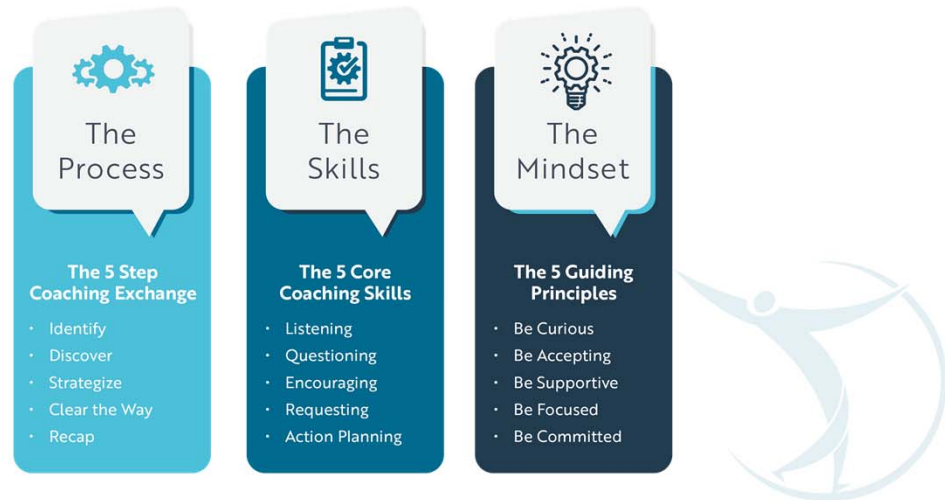 The
Process
The 5 Step
Coaching Exchange
• Identify
• Discover
• Strategize
• Clear the Way
• Recap
The
Skills
The 5 Core
Coaching Skills
• Listening
• Questioning
• Encouraging
• Requesting
• Action Planning
The
Mindset
The 5 Guiding
Principles
• Be Curious
• Be Accepting
• Be Supportive
• Be Focused
• Be Committed